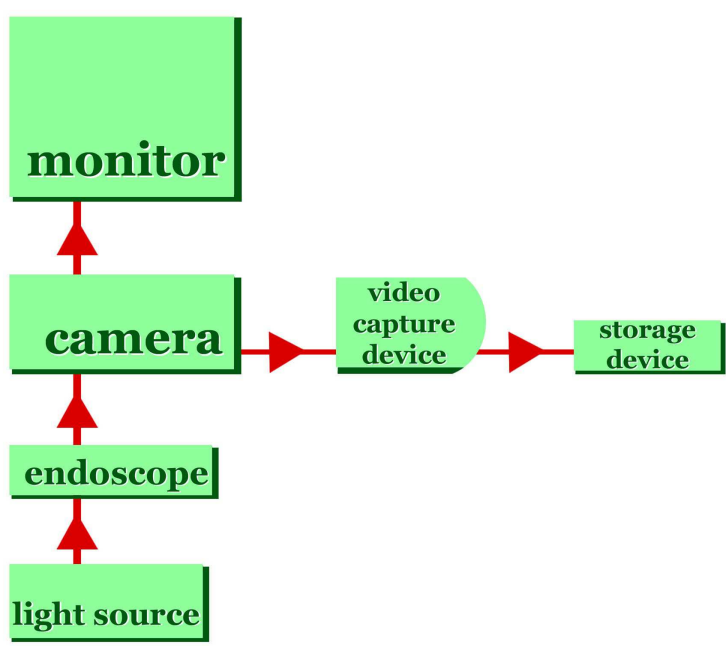 monitor
camera
video
capture
device
storage
device
endoscope
light source